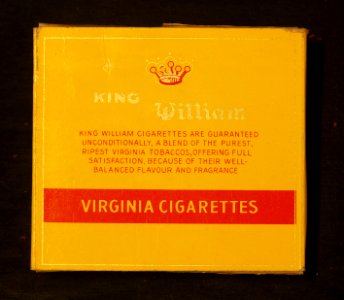 KING
William
KING WILLIAM CIGARETTES ARE GUARANTEED
UNCONDITIONALLY, A BLEND OF THE PUREST,
RIPEST VIRGINIA TOBACCOS, OFFERING FULL
SATISFACTION, BECAUSE OF THEIR WELL-
BALANCED FLAVOUR AND FRAGRANCE
VIRGINIA CIGARETTES